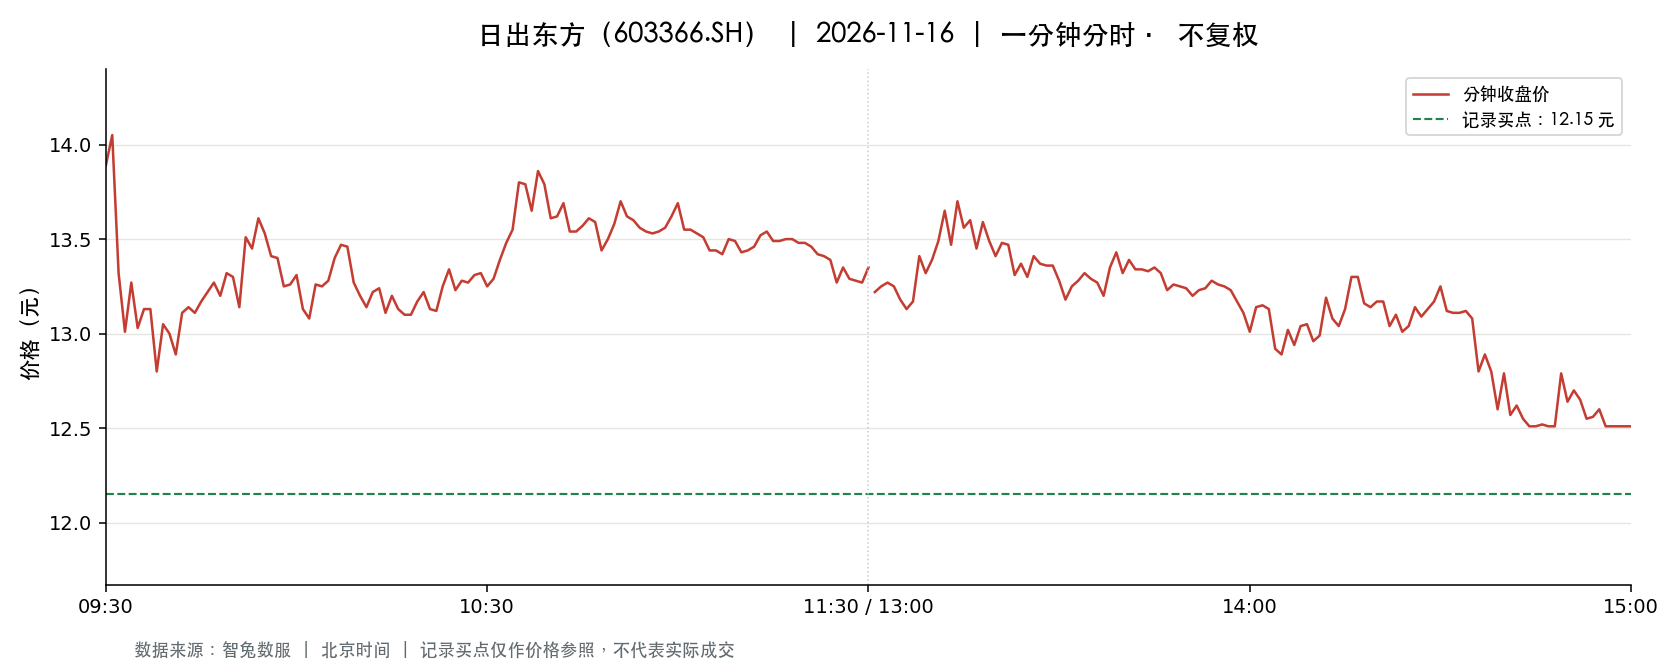 日出东方（603366.SH） | 2026-11-16 | 一分钟分时 · 不复权
分钟收盘价
记录买点：12.15 元
价格（元）
14.0
13.5
13.0
12.5
12.0
09:30
10:30
11:30 / 13:00
14:00
15:00
数据来源：智兔数服 | 北京时间 | 记录买点仅作价格参照，不代表实际成交